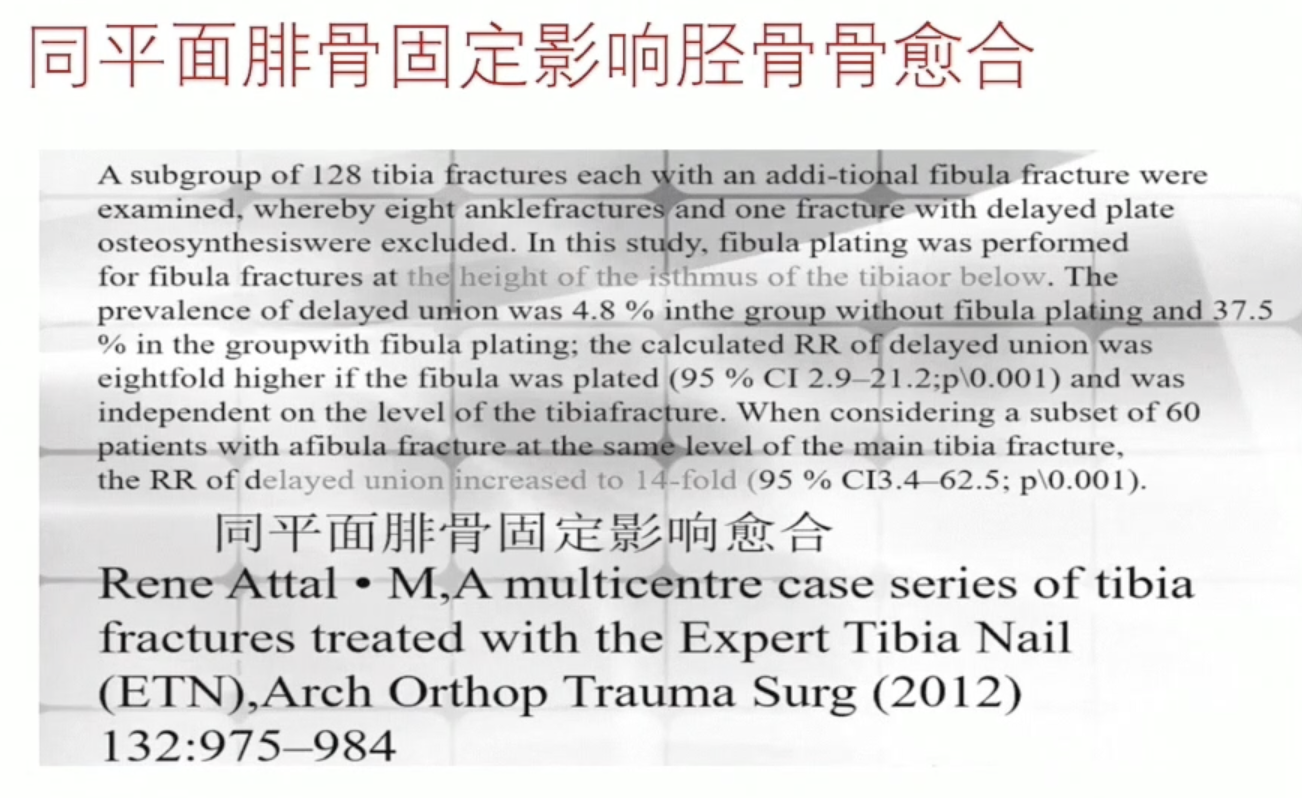 同平面腓骨固定影响胫骨骨愈合
A subgroup of 128 tibia fractures each with an addi-tional fibula fracture were
examined, whereby eight anklefractures and one fracture with delayed plate
osteosynthesiswere excluded. In this study, fibula plating was performed
for fibula fractures at the height of the isthmus of the tibiaor below. The
prevalence of delayed union was 4.8 % inthe group without fibula plating and 37.5
% in the groupwith fibula plating; the calculated RR of delayed union was
eightfold higher if the fibula was plated (95 % CI 2.9–21.2;p\0.001) and was
independent on the level of the tibiafracture. When considering a subset of 60
patients with afibula fracture at the same level of the main tibia fracture,
the RR of delayed union increased to 14-fold (95 % CI3.4–62.5; p\0.001).
同平面腓骨固定影响愈合
Rene Attal • M,A multicentre case series of tibia
fractures treated with the Expert Tibia Nail
(ETN),Arch Orthop Trauma Surg (2012)
132:975–984